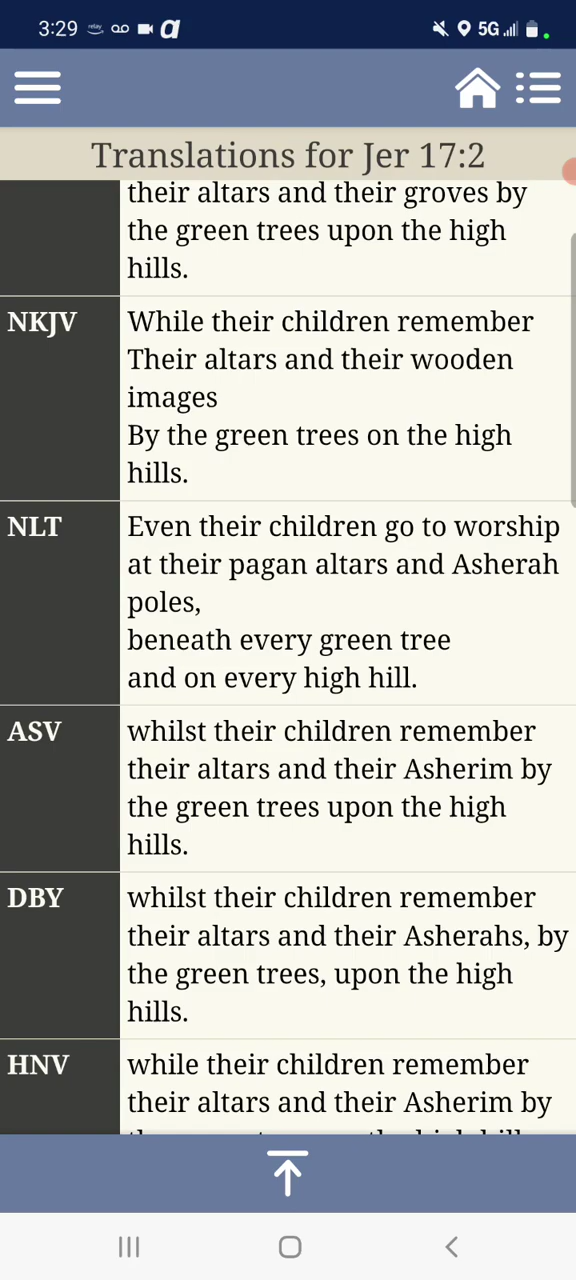 3:29 relay a 5G
Translations for Jer 17:2
their altars and their groves by
the green trees upon the high
hills.
NKJV While their children remember
Their altars and their wooden
images
By the green trees on the high
hills.
NLT Even their children go to worship
at their pagan altars and Asherah
poles,
beneath every green tree
and on every high hill.
ASV whilst their children remember
their altars and their Asherim by
the green trees upon the high
hills.
DBY whilst their children remember
their altars and their Asherahs, by
the green trees, upon the high
hills.
HNV while their children remember
their altars and their Asherim by